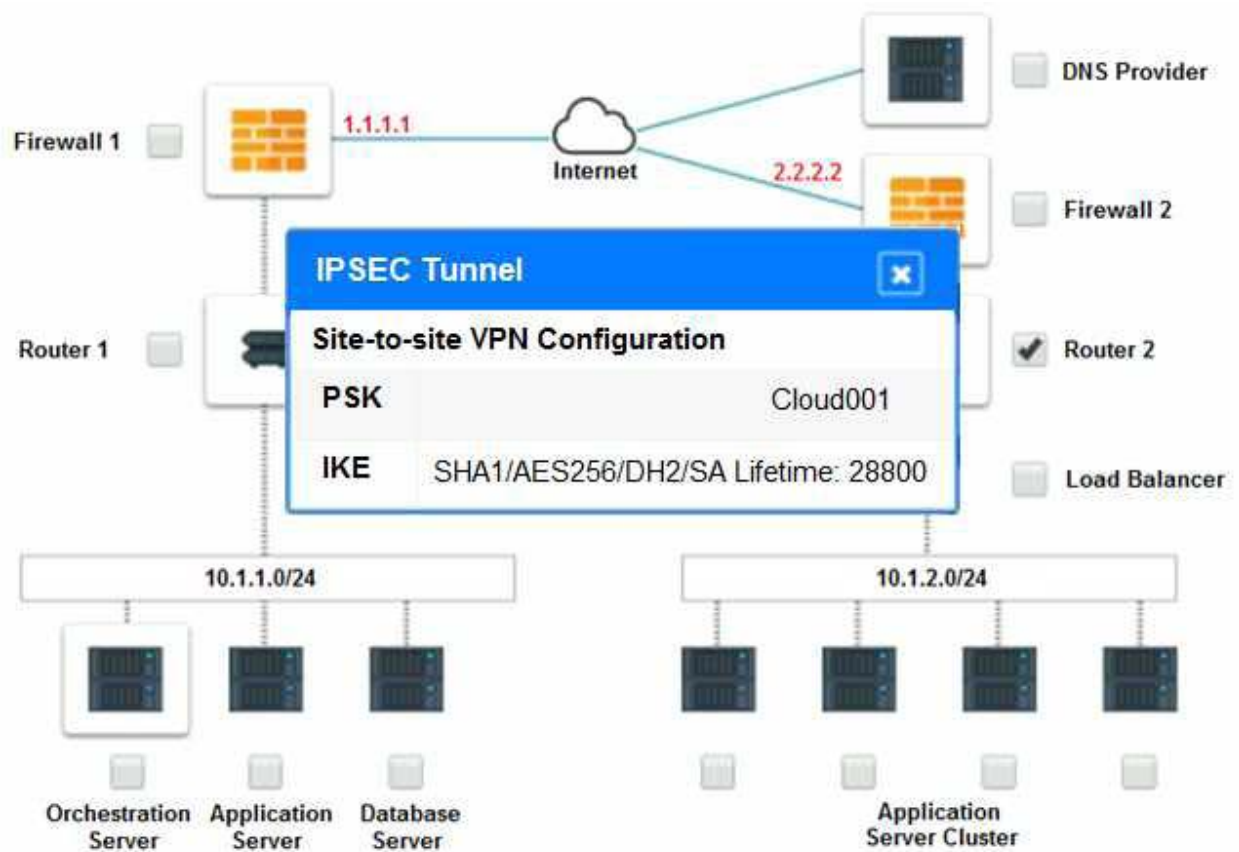 DNS Provider
Firewall 1
1.1.1.1
Internet
2.2.2.2
Firewall 2
IPSEC Tunnel
Site-to-site VPN Configuration
PSK Cloud001
IKE SHA1/AES256/DH2/SA Lifetime: 28800
Router 1
Router 2
Load Balancer
10.1.1.0/24
10.1.2.0/24
Orchestration
Server
Application
Server
Database
Server
Application
Server Cluster